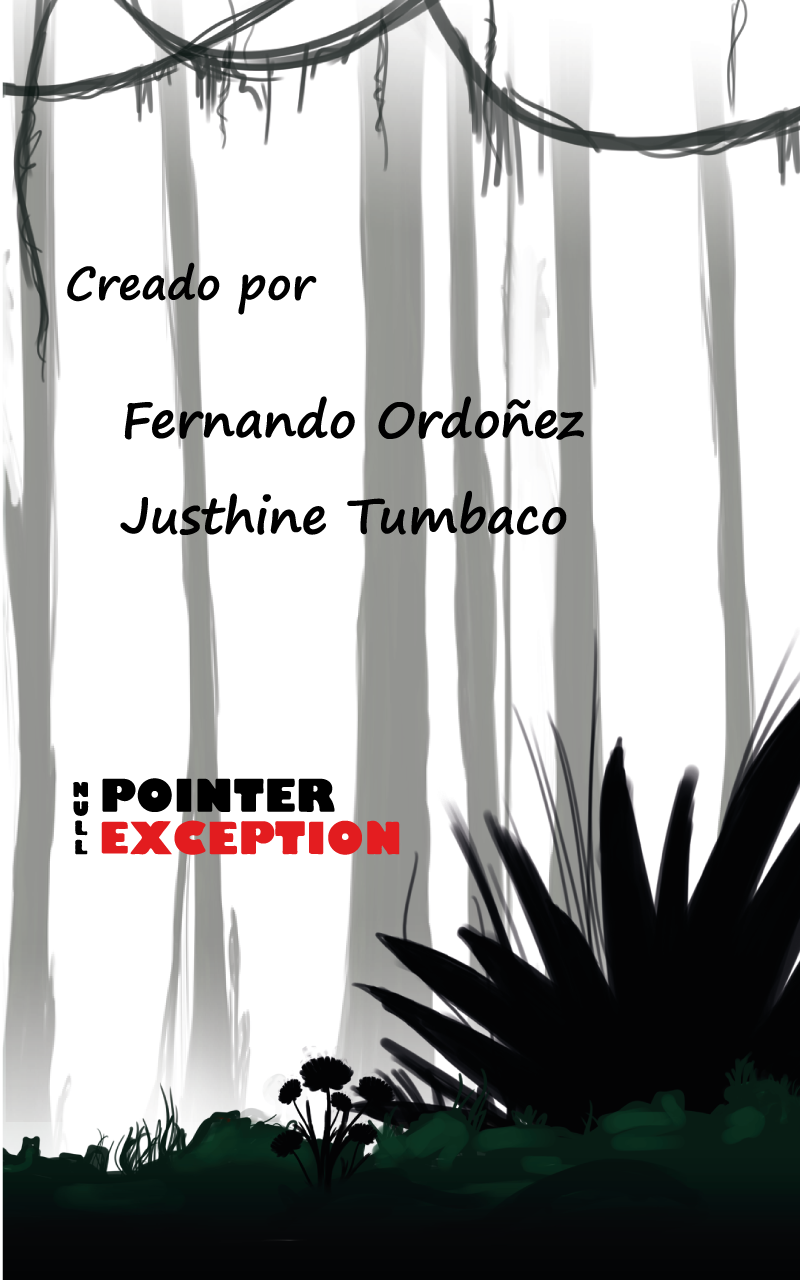 Creado por
Fernando Ordoñez
Justhine Tumbaco
NULL
POINTER
EXCEPTION